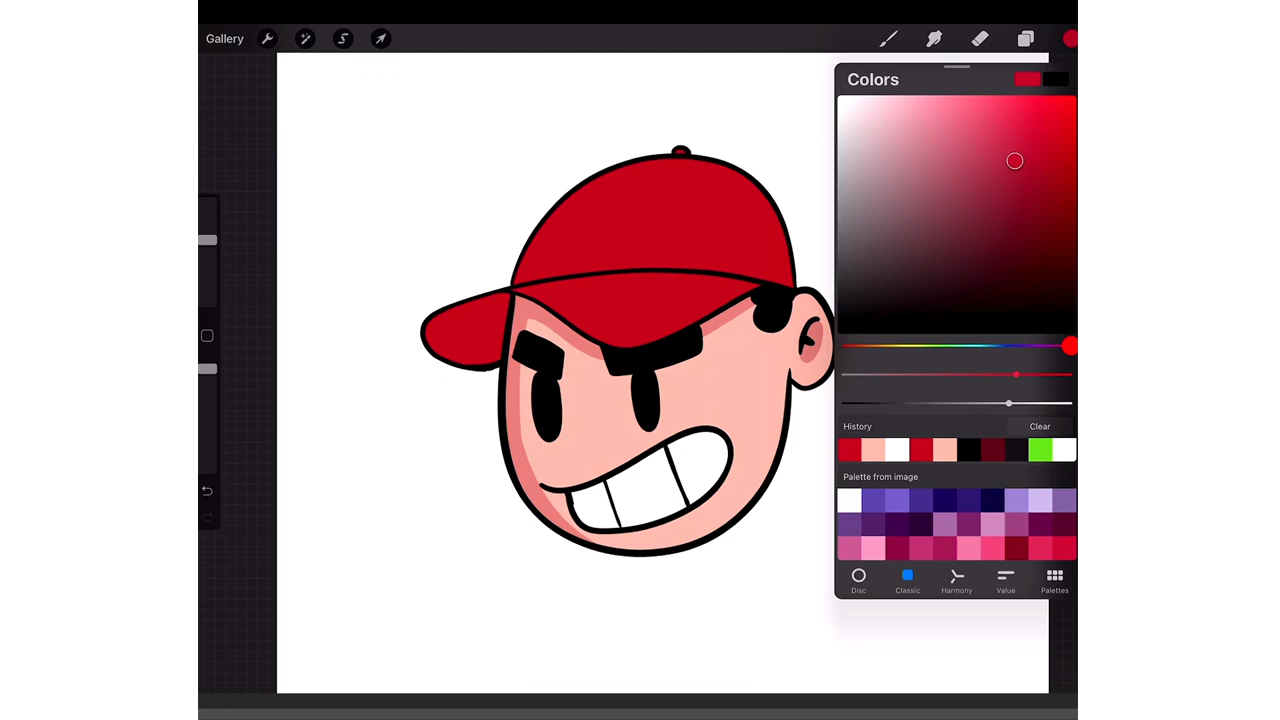 Gallery
Colors
History
Clear
Palette from image
Disc
Classic
Harmony
Value
Palettes